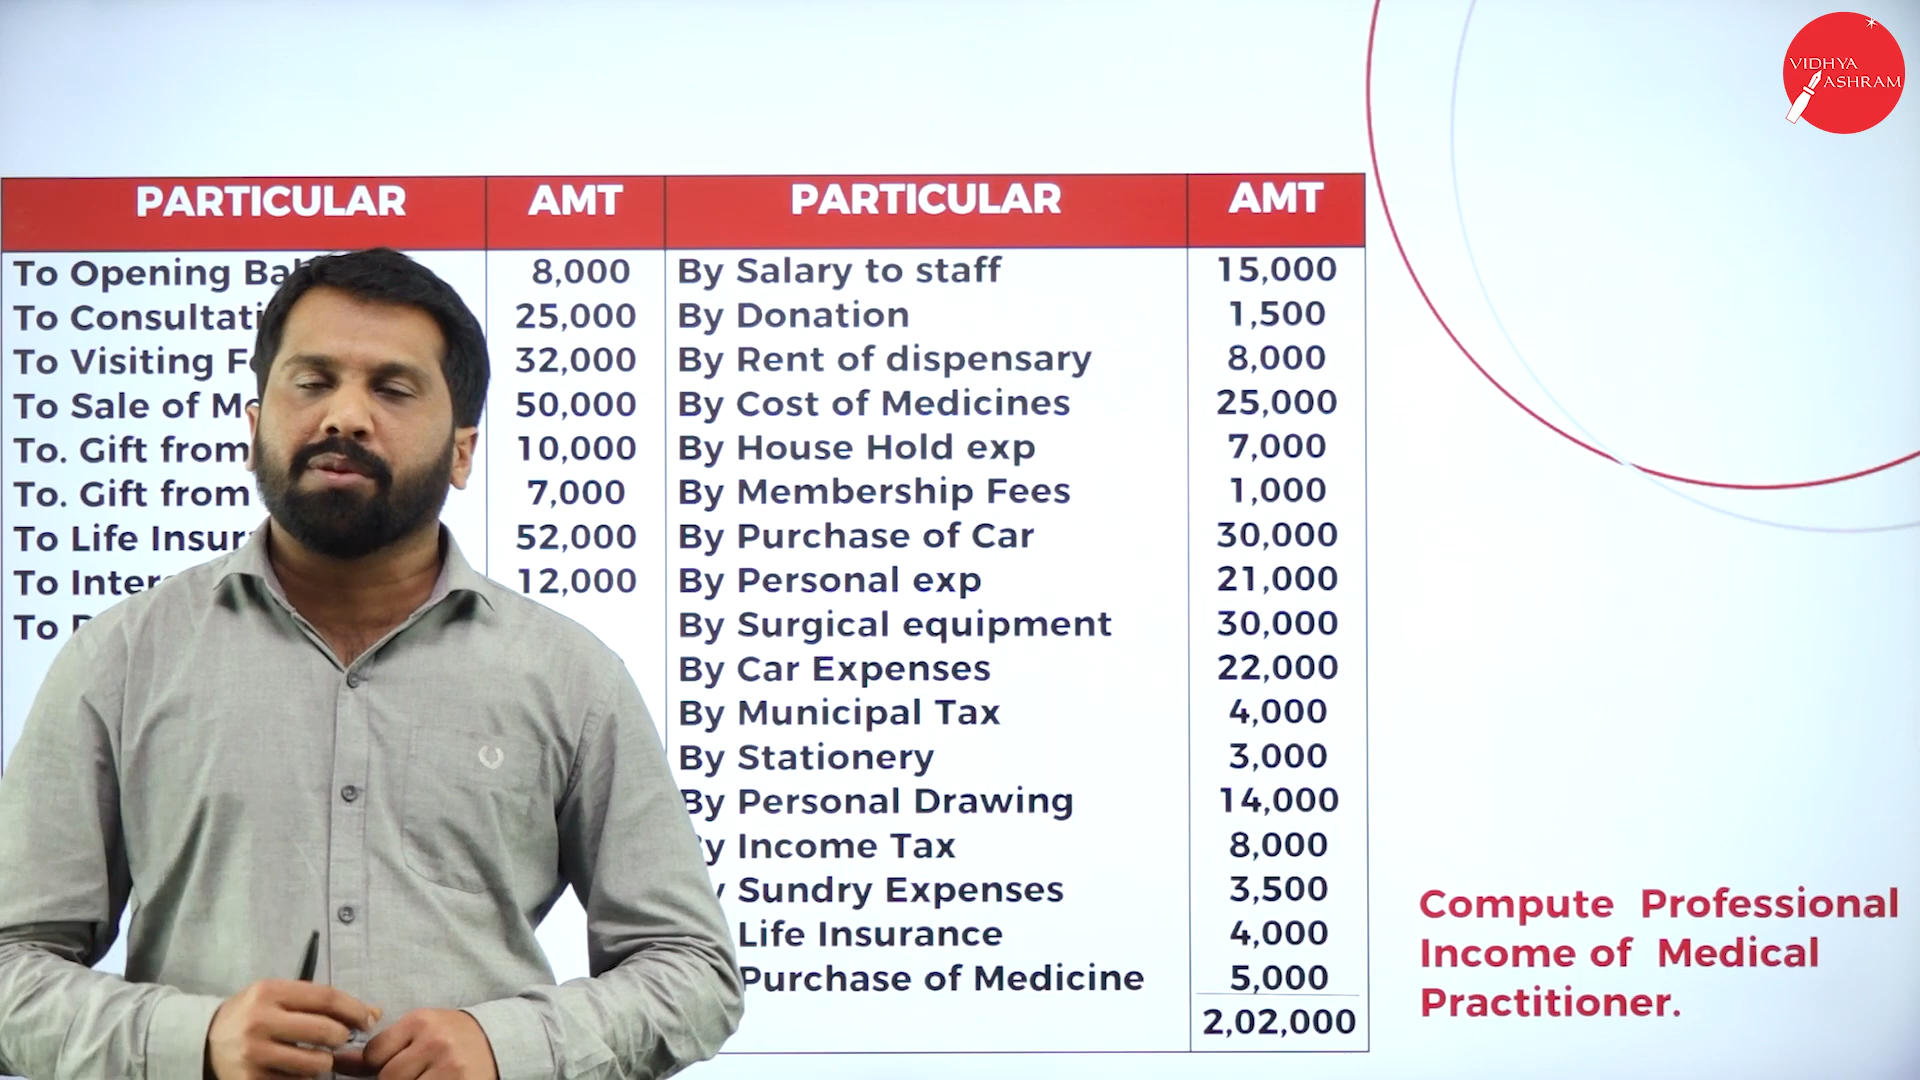 VIDHYA
ASHRAM
PARTICULAR AMT PARTICULAR AMT
To Opening 8,000 By Salary to staff 15,000
To 25,000 By Donation 1,500
To Visiting 32,000 By Rent of dispensary 8,000
To Sale of 50,000 By Cost of Medicines 25,000
To. Gift from 10,000 By House Hold exp 7,000
To. Gift from 7,000 By Membership Fees 1,000
To Life 52,000 By Purchase of Car 30,000
To 12,000 By Personal exp 21,000
To By Surgical equipment 30,000
By Car Expenses 22,000
By Municipal Tax 4,000
By Stationery 3,000
By Personal Drawing 14,000
Income Tax 8,000
Sundry Expenses 3,500
Life Insurance 4,000
Purchase of Medicine 5,000
2,02,000
Compute Professional
Income of Medical
Practitioner.